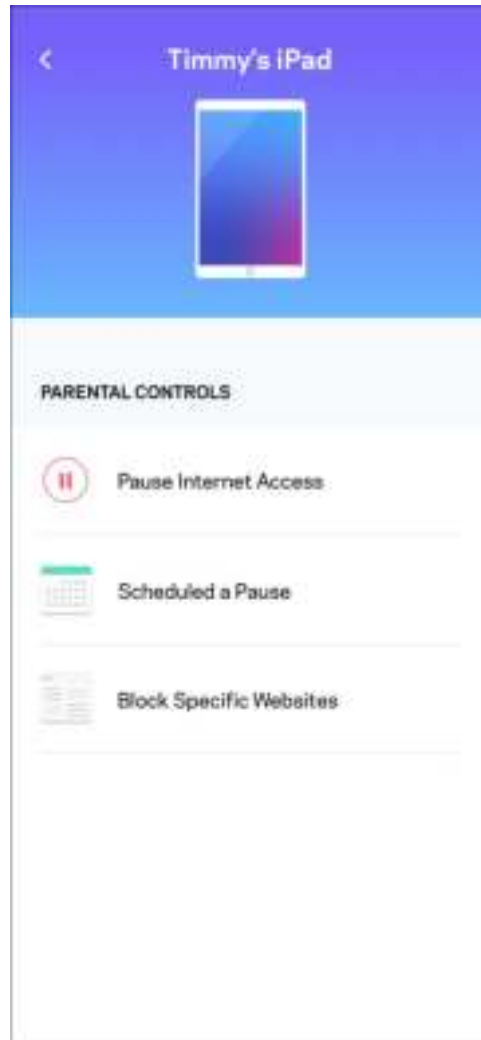 Timmy's iPad
PARENTAL CONTROLS
Pause Internet Access
Scheduled a Pause
Block Specific Websites